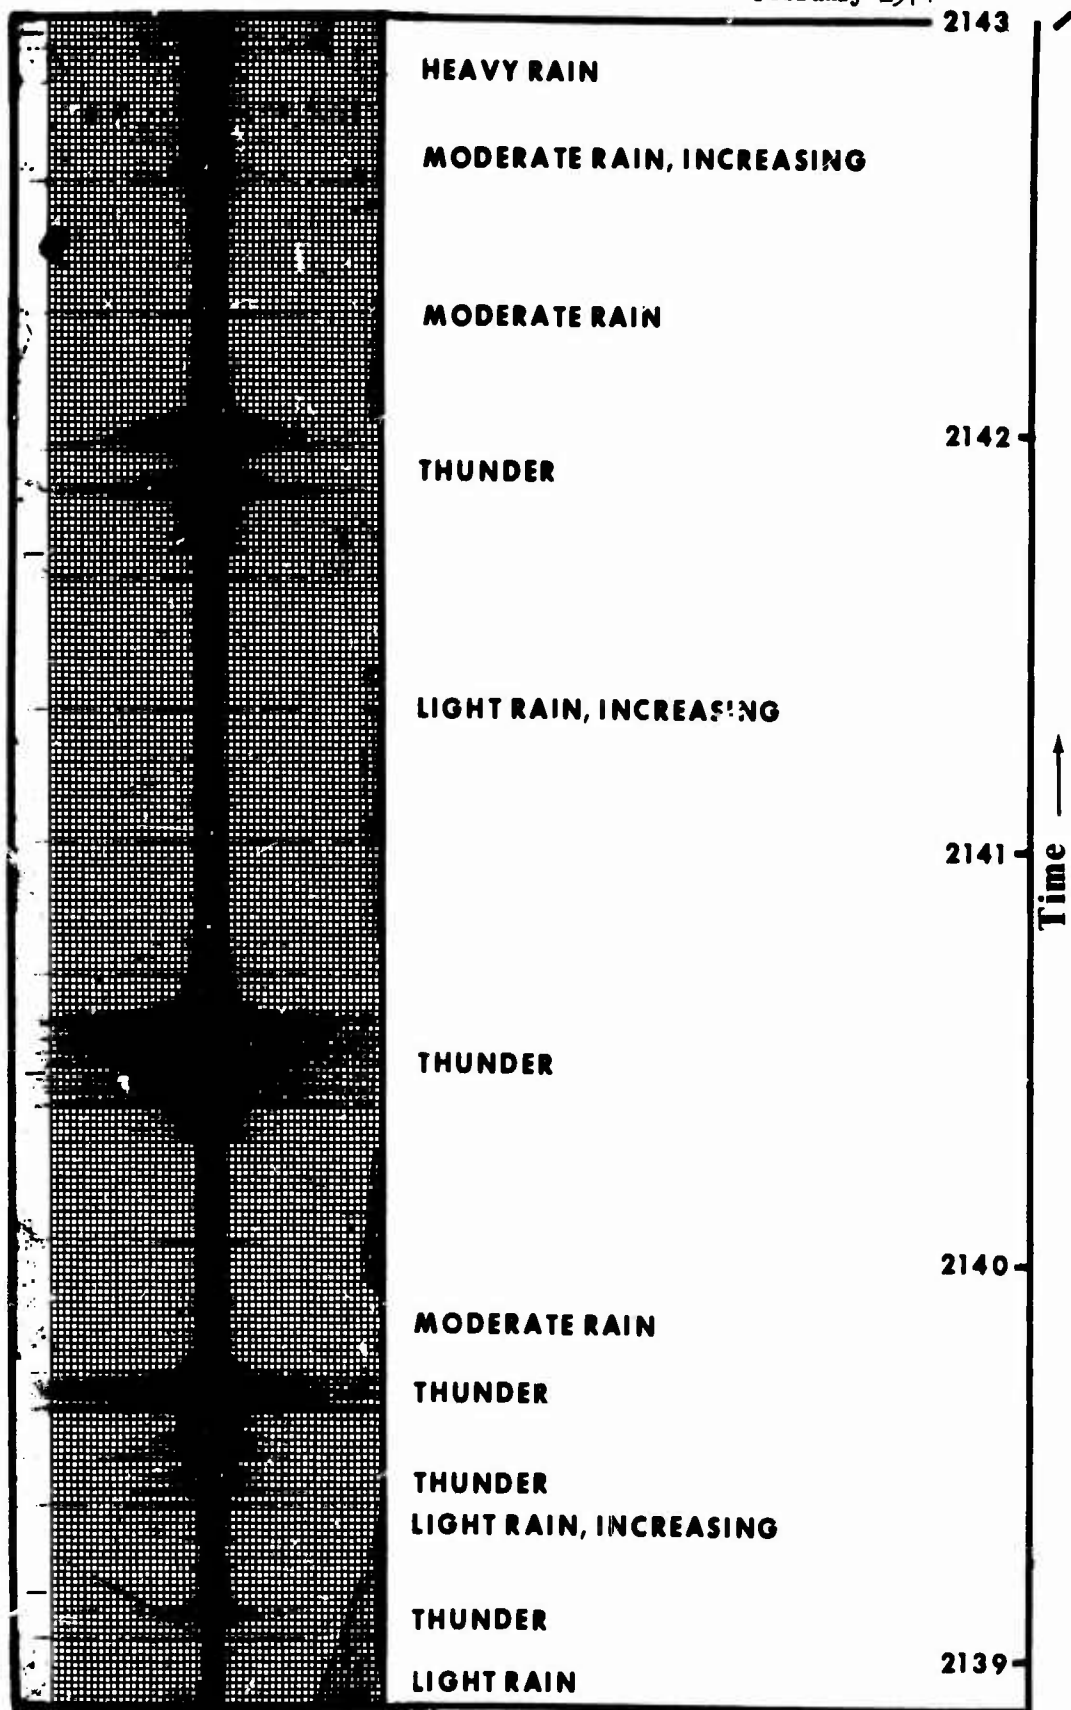 2143
HEAVY RAIN
MODERATE RAIN, INCREASING
MODERATE RAIN
2142
THUNDER
LIGHT RAIN, INCREASING
2141
Time
THUNDER
2140
MODERATE RAIN
THUNDER
THUNDER
LIGHT RAIN, INCREASING
THUNDER
2139
LIGHT RAIN